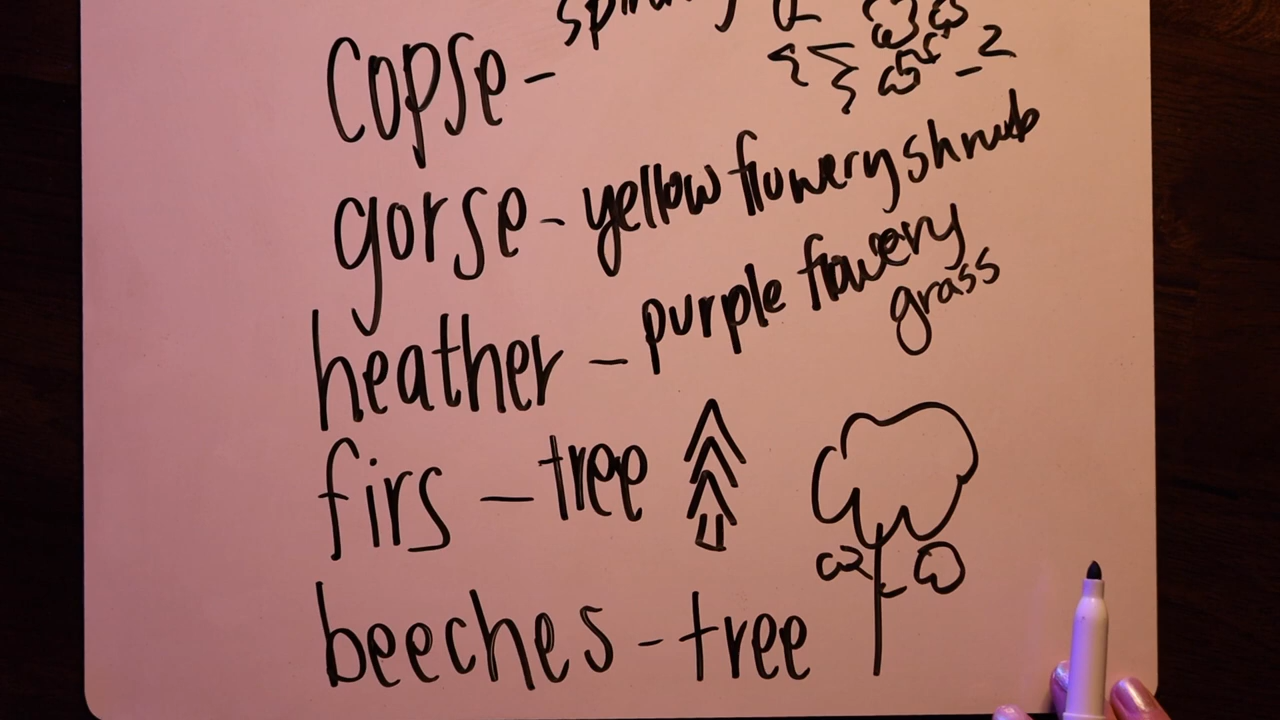 copse -
gorse - yellow flowery shrub
heather - purple flowery
grass
firs - tree
beeches - tree